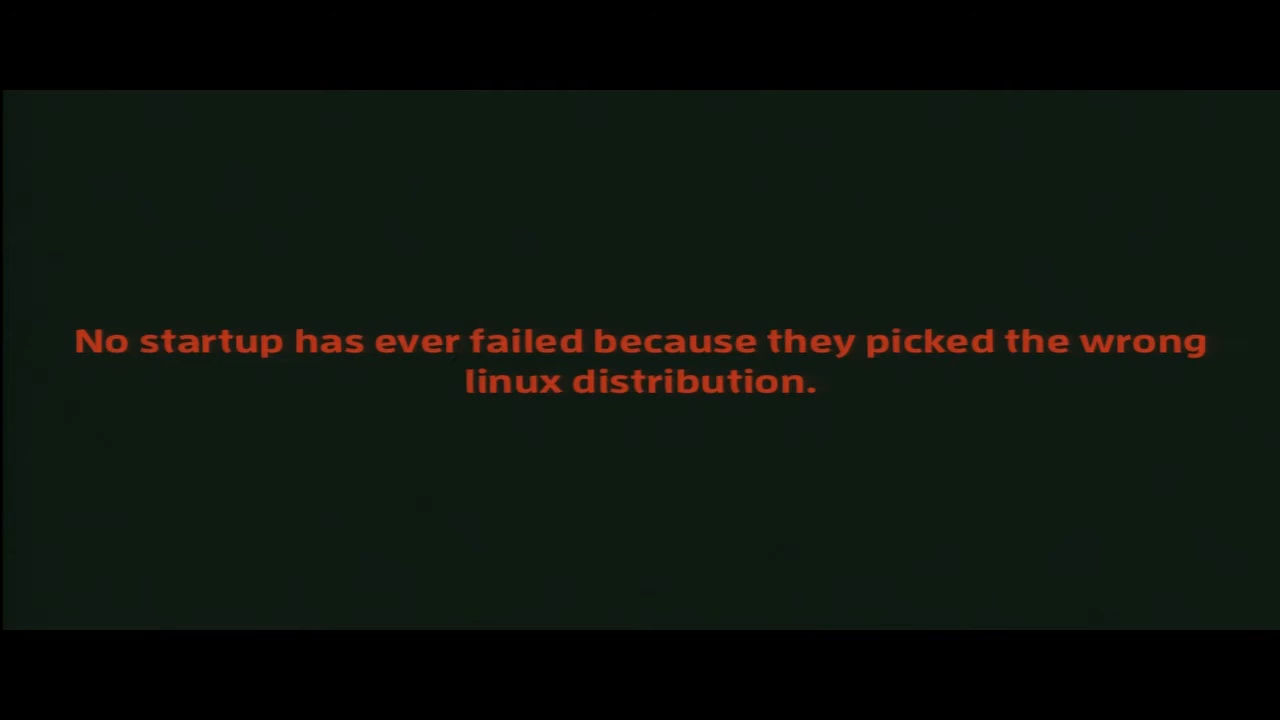 No startup has ever failed because they picked the wrong
linux distribution.